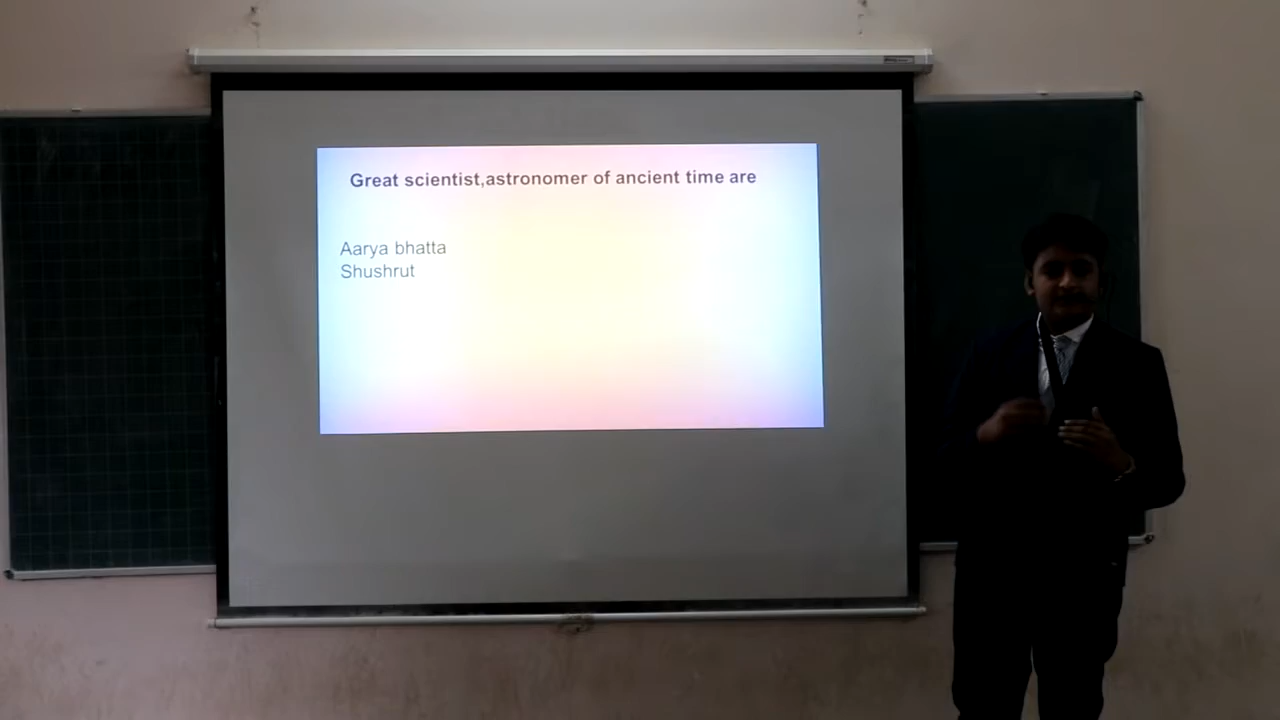 Great scientist,astronomer of ancient time are
Aarya bhatta
Shushrut